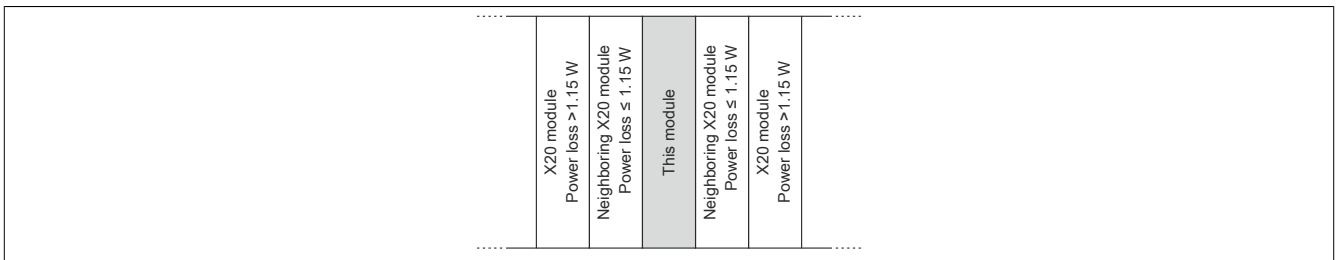 X20 module
Power loss >1.15 W
Neighboring X20 module
Power loss ≤ 1.15 W
This module
Neighboring X20 module
Power loss ≤ 1.15 W
X20 module
Power loss >1.15 W